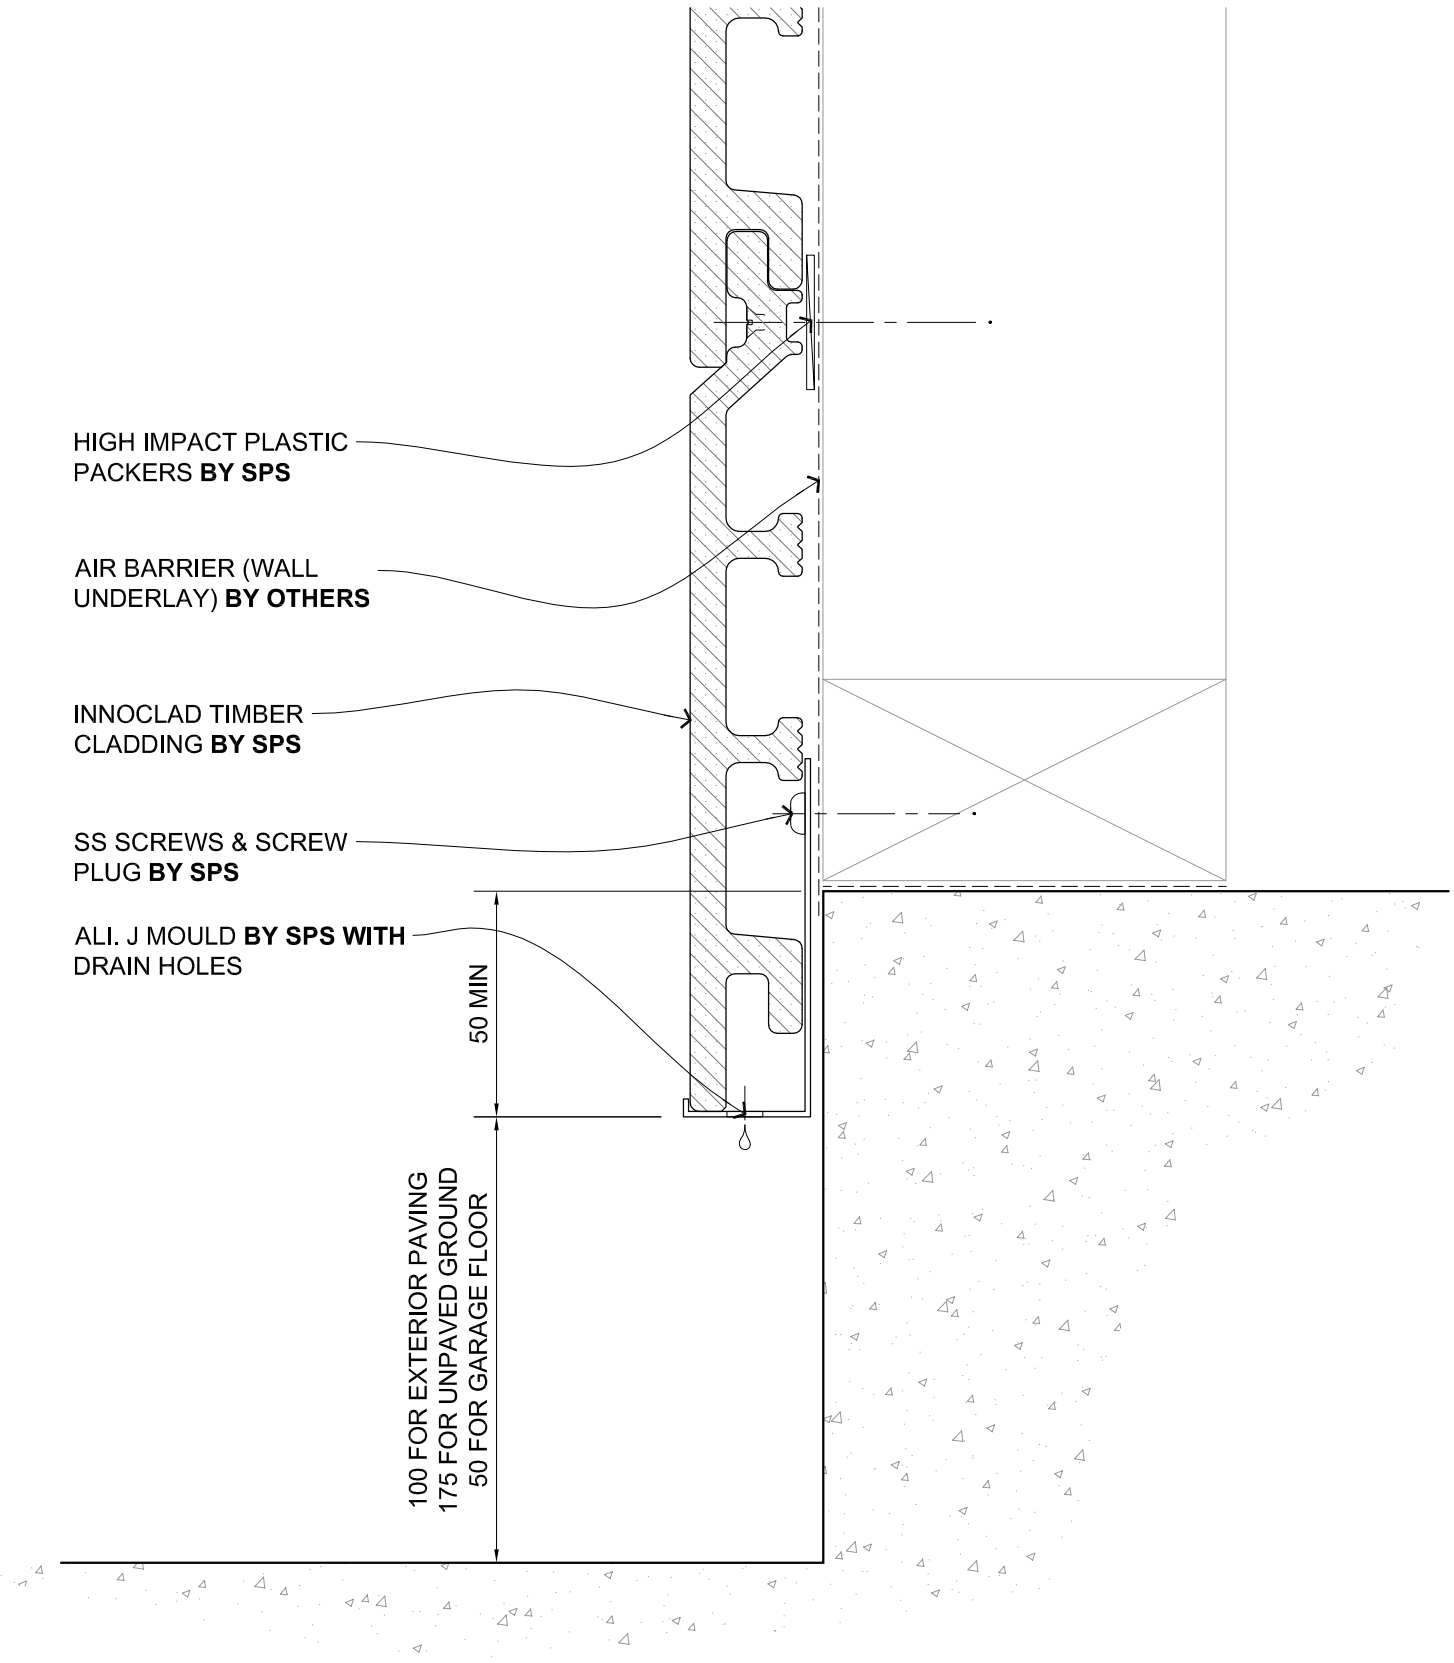 HIGH IMPACT PLASTIC
PACKERS BY SPS
AIR BARRIER (WALL
UNDERLAY) BY OTHERS
INNOCLAD TIMBER
CLADDING BY SPS
SS SCREWS & SCREW
PLUG BY SPS
ALI. J MOULD BY SPS WITH
DRAIN HOLES
50 MIN
100 FOR EXTERIOR PAVING
175 FOR UNPAVED GROUND
50 FOR GARAGE FLOOR